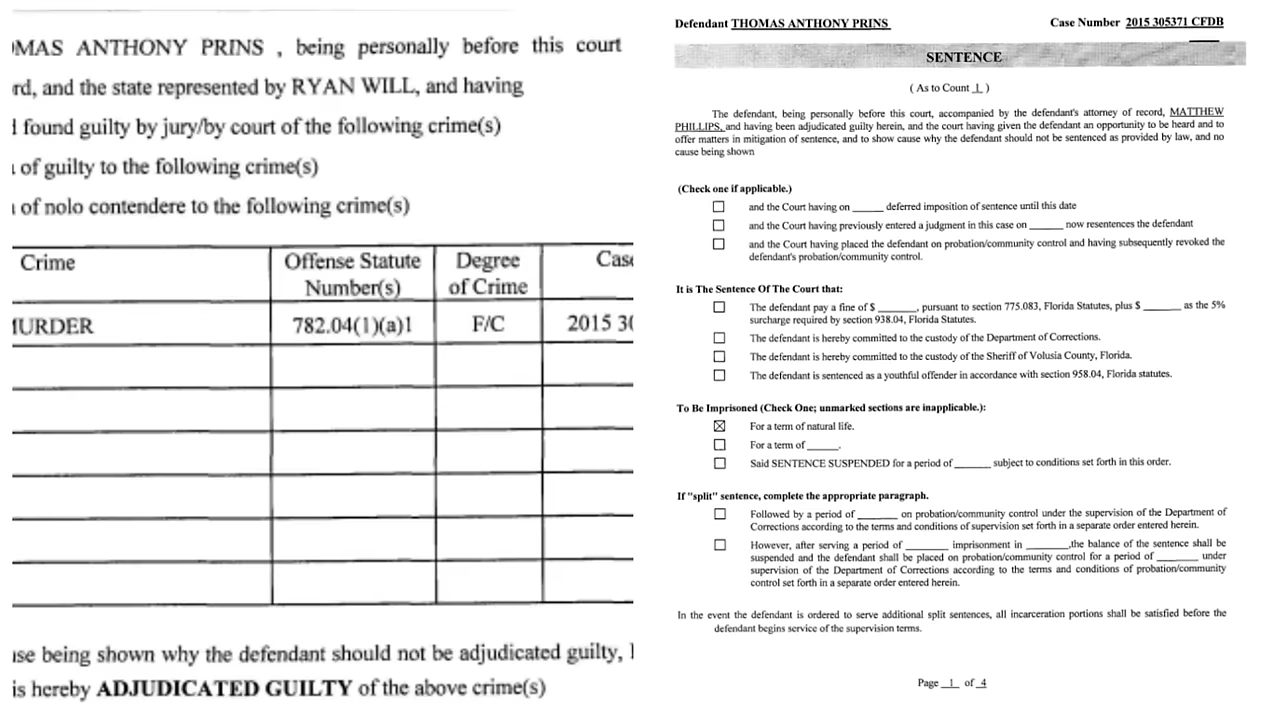 MAS ANTHONY PRINS , being personally before this court
rd, and the state represented by RYAN WILL, and having
found guilty by jury/by court of the following crime(s)
of guilty to the following crime(s)
of nolo contendere to the following crime(s)
Crime Offense Statute Number(s) Degree of Crime Cas
URDER 782.04(1)(a)1 F/C 2015 30
se being shown why the defendant should not be adjudicated guilty, I
is hereby ADJUDICATED GUILTY of the above crime(s)
Defendant THOMAS ANTHONY PRINS Case Number 2015 305371 CFDB
SENTENCE
( As to Count 1 )
The defendant, being personally before this court, accompanied by the defendant's attorney of record, MATTHEW
PHILLIPS, and having been adjudicated guilty herein, and the court having given the defendant an opportunity to be heard and to
offer matters in mitigation of sentence, and to show cause why the defendant should not be sentenced as provided by law, and no
cause being shown
(Check one if applicable.)
and the Court having on ______ deferred imposition of sentence until this date
and the Court having previously entered a judgment in this case on ______ now resentences the defendant
and the Court having placed the defendant on probation/community control and having subsequently revoked the
defendant's probation/community control.
It is The Sentence Of The Court that:
The defendant pay a fine of $ ______, pursuant to section 775.083, Florida Statutes, plus $ ______ as the 5%
surcharge required by section 938.04, Florida Statutes.
The defendant is hereby committed to the custody of the Department of Corrections.
The defendant is hereby committed to the custody of the Sheriff of Volusia County, Florida.
The defendant is sentenced as a youthful offender in accordance with section 958.04, Florida statutes.
To Be Imprisoned (Check One; unmarked sections are inapplicable.):
☒ For a term of natural life.
For a term of ______.
Said SENTENCE SUSPENDED for a period of ______ subject to conditions set forth in this order.
If "split" sentence, complete the appropriate paragraph.
Followed by a period of ______ on probation/community control under the supervision of the Department of
Corrections according to the terms and conditions of supervision set forth in a separate order entered herein.
However, after serving a period of ______ imprisonment in ______,the balance of the sentence shall be
suspended and the defendant shall be placed on probation/community control for a period of ______ under
supervision of the Department of Corrections according to the terms and conditions of probation/community
control set forth in a separate order entered herein.
In the event the defendant is ordered to serve additional split sentences, all incarceration portions shall be satisfied before the
defendant begins service of the supervision terms.
Page 1 of 4